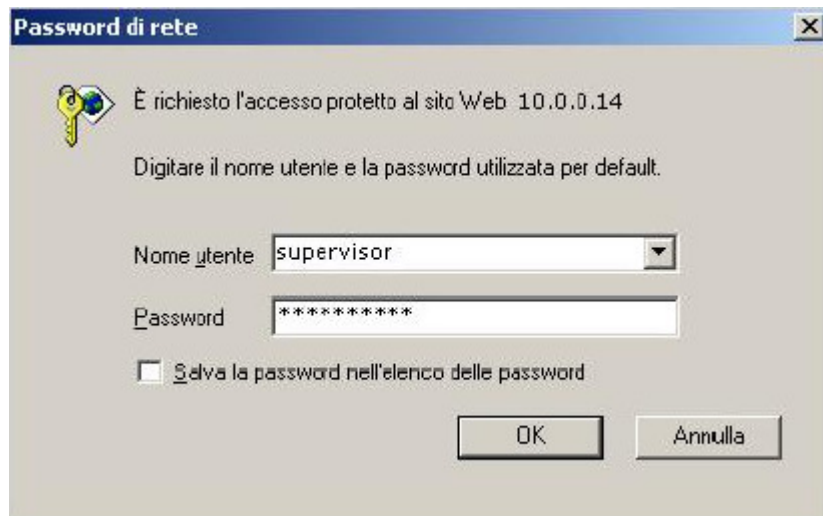 Password di rete
È richiesto l'accesso protetto al sito Web 10.0.0.14
Digitare il nome utente e la password utilizzata per default.
Nome utente supervisor
Password **********
Salva la password nell'elenco delle password
OK Annulla